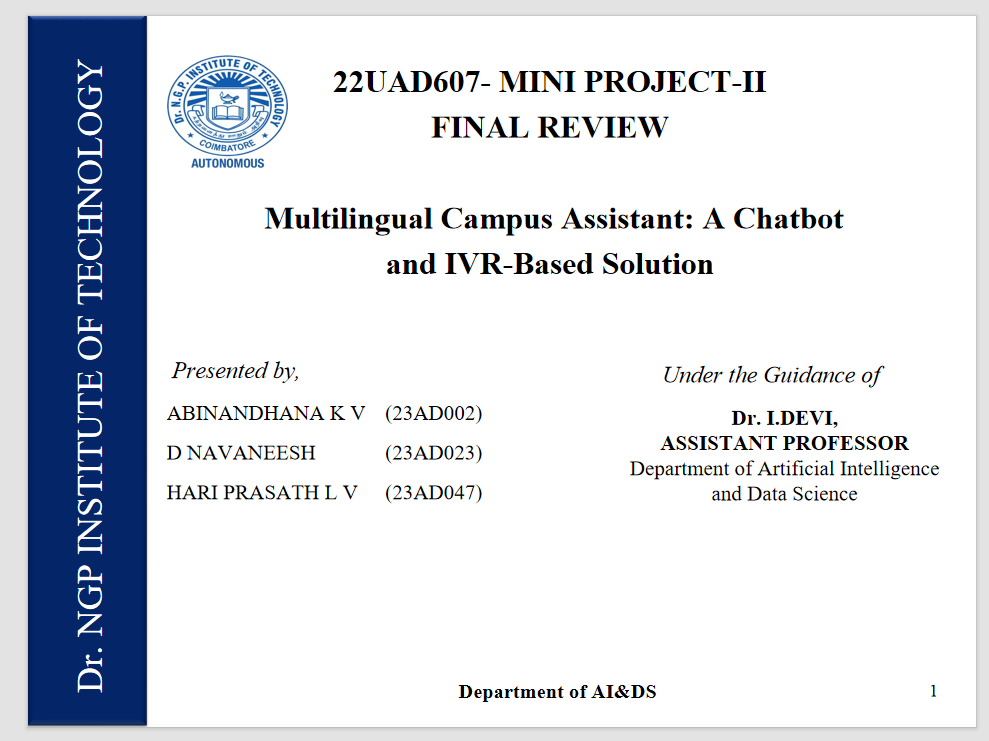 Dr. NGP INSTITUTE OF TECHNOLOGY
Dr. N.G.P. INSTITUTE OF TECHNOLOGY
COIMBATORE
AUTONOMOUS
22UAD607- MINI PROJECT-II
FINAL REVIEW
Multilingual Campus Assistant: A Chatbot
and IVR-Based Solution
Presented by,
ABINANDHANA K V (23AD002)
D NAVANEESH (23AD023)
HARI PRASATH L V (23AD047)
Under the Guidance of
Dr. I.DEVI,
ASSISTANT PROFESSOR
Department of Artificial Intelligence
and Data Science
Department of AI&DS
1